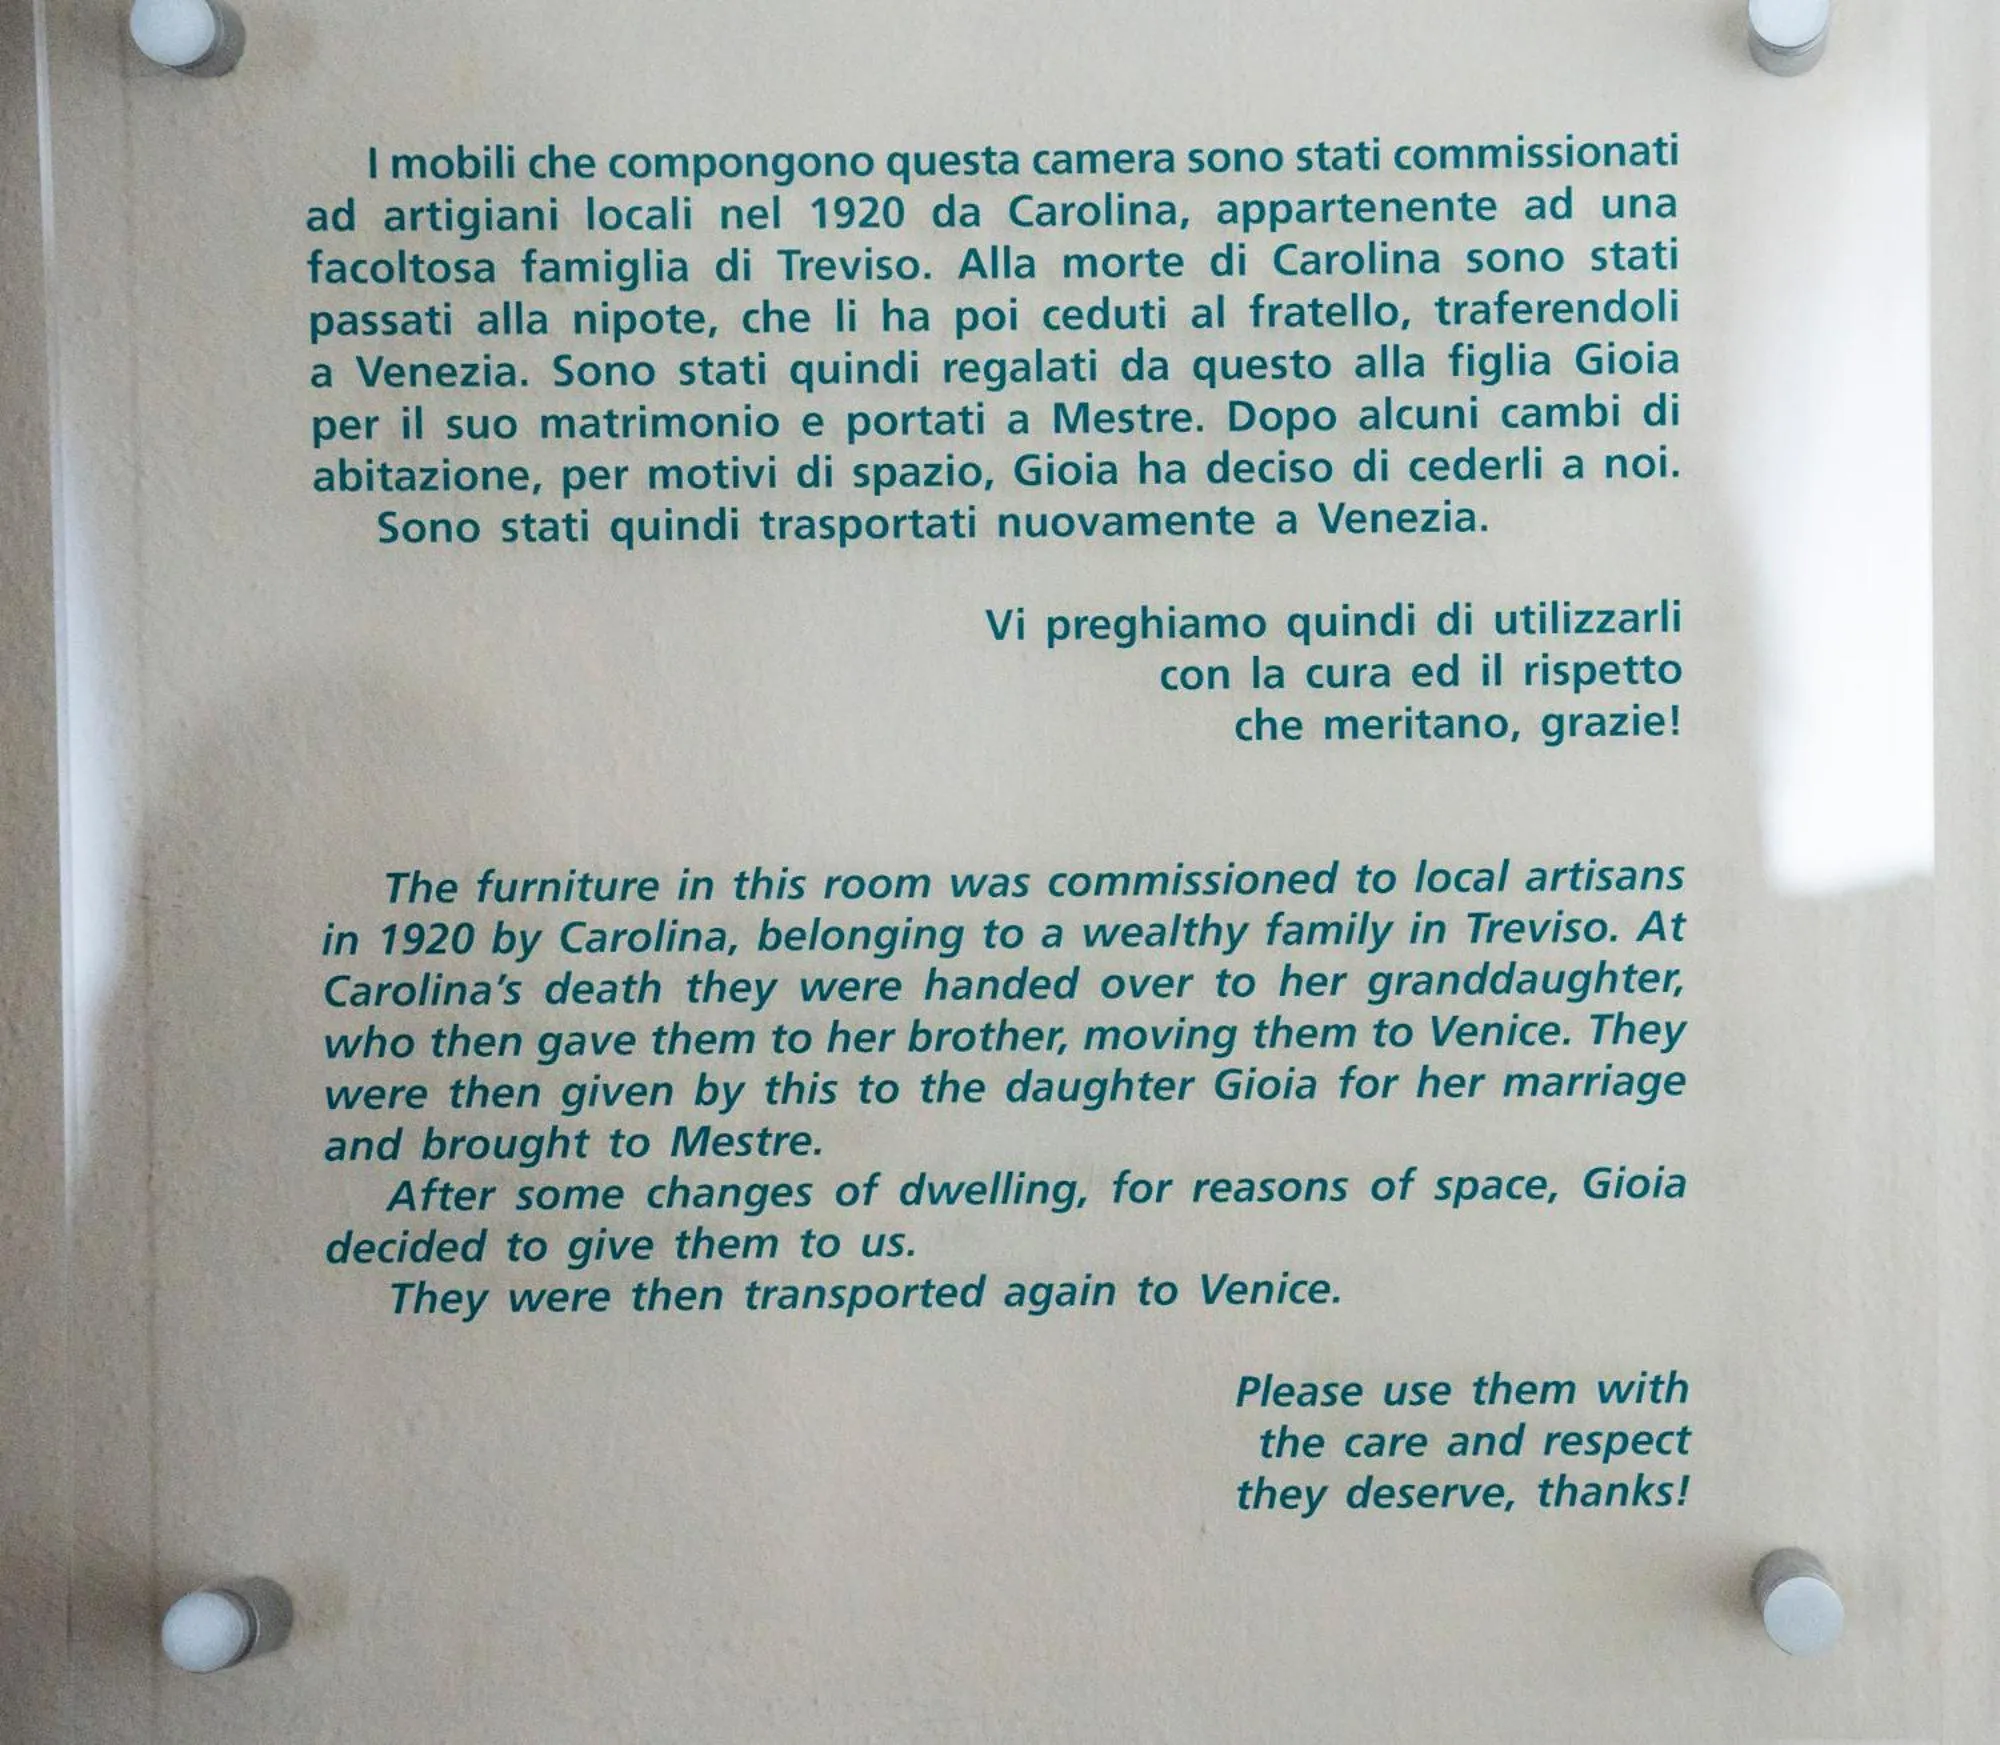 I mobili che compongono questa camera sono stati commissionati
ad artigiani locali nel 1920 da Carolina, appartenente ad una
facoltosa famiglia di Treviso. Alla morte di Carolina sono stati
passati alla nipote, che li ha poi ceduti al fratello, traferendoli
a Venezia. Sono stati quindi regalati da questo alla figlia Gioia
per il suo matrimonio e portati a Mestre. Dopo alcuni cambi di
abitazione, per motivi di spazio, Gioia ha deciso di cederli a noi.
Sono stati quindi trasportati nuovamente a Venezia.
Vi preghiamo quindi di utilizzarli
con la cura ed il rispetto
che meritano, grazie!
The furniture in this room was commissioned to local artisans
in 1920 by Carolina, belonging to a wealthy family in Treviso. At
Carolina's death they were handed over to her granddaughter,
who then gave them to her brother, moving them to Venice. They
were then given by this to the daughter Gioia for her marriage
and brought to Mestre.
After some changes of dwelling, for reasons of space, Gioia
decided to give them to us.
They were then transported again to Venice.
Please use them with
the care and respect
they deserve, thanks!